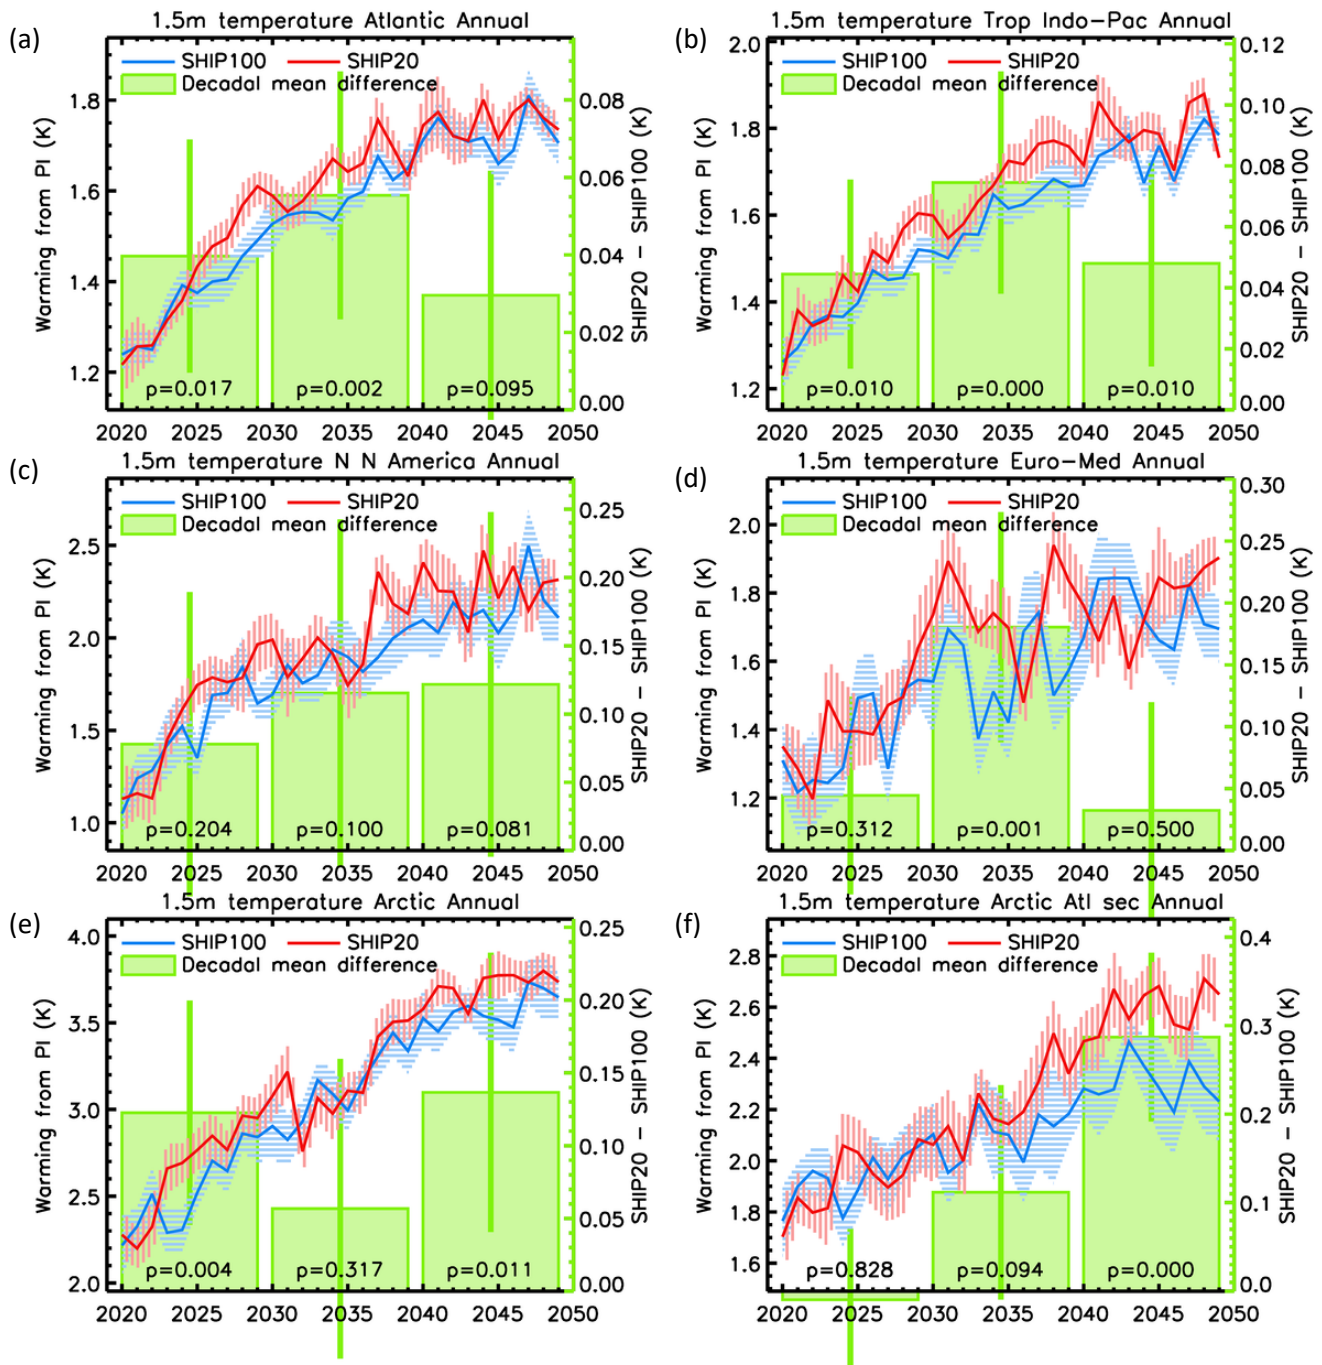 (a)
1.5m temperature Atlantic Annual
SHIP100 SHIP20
Decadal mean difference
Warming from PI (K)
1.8
1.6
1.4
1.2
0.08
0.06
0.04
0.02
0.00
SHIP20 - SHIP100 (K)
p=0.017 p=0.002 p=0.095
2020 2025 2030 2035 2040 2045 2050
(b)
1.5m temperature Trop Indo-Pac Annual
SHIP100 SHIP20
Decadal mean difference
Warming from PI (K)
2.0
1.8
1.6
1.4
1.2
0.12
0.10
0.08
0.06
0.04
0.02
0.00
SHIP20 - SHIP100 (K)
p=0.010 p=0.000 p=0.010
2020 2025 2030 2035 2040 2045 2050
(c)
1.5m temperature N N America Annual
SHIP100 SHIP20
Decadal mean difference
Warming from PI (K)
2.5
2.0
1.5
1.0
0.25
0.20
0.15
0.10
0.05
0.00
SHIP20 - SHIP100 (K)
p=0.204 p=0.100 p=0.081
2020 2025 2030 2035 2040 2045 2050
(d)
1.5m temperature Euro-Med Annual
SHIP100 SHIP20
Decadal mean difference
Warming from PI (K)
2.0
1.8
1.6
1.4
1.2
0.30
0.25
0.20
0.15
0.10
0.05
0.00
SHIP20 - SHIP100 (K)
p=0.312 p=0.001 p=0.500
2020 2025 2030 2035 2040 2045 2050
(e)
1.5m temperature Arctic Annual
SHIP100 SHIP20
Decadal mean difference
Warming from PI (K)
4.0
3.5
3.0
2.5
2.0
0.25
0.20
0.15
0.10
0.05
0.00
SHIP20 - SHIP100 (K)
p=0.004 p=0.317 p=0.011
2020 2025 2030 2035 2040 2045 2050
(f)
1.5m temperature Arctic Atl sec Annual
SHIP100 SHIP20
Decadal mean difference
Warming from PI (K)
2.8
2.6
2.4
2.2
2.0
1.8
1.6
0.4
0.3
0.2
0.1
0.0
SHIP20 - SHIP100 (K)
p=0.828 p=0.094 p=0.000
2020 2025 2030 2035 2040 2045 2050